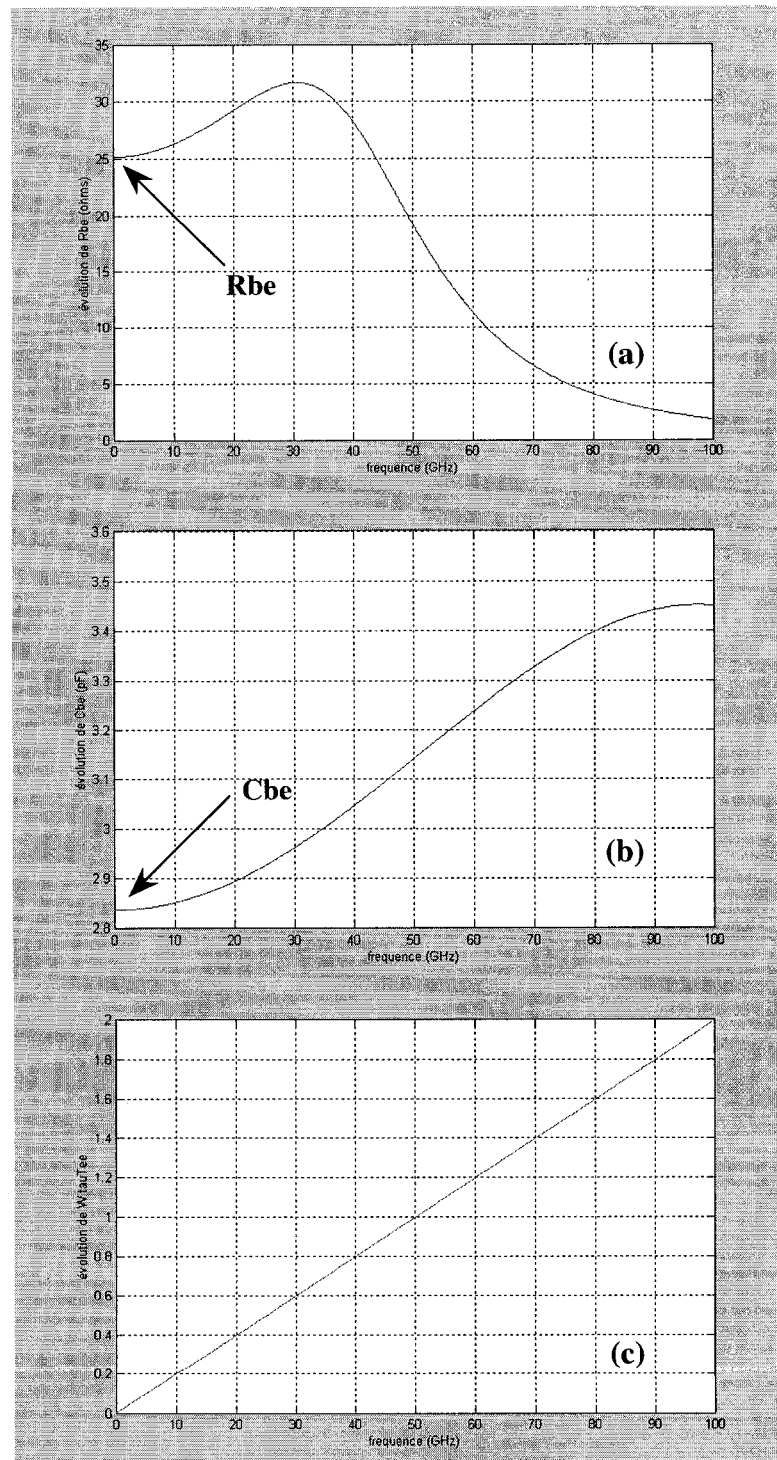 35
30
25
20
15
10
5
0
évolution de Rbe (ohms)
Rbe
(a)
0 10 20 30 40 50 60 70 80 90 100
frequence (GHz)
3.6
3.5
3.4
3.3
3.2
3.1
3
2.9
2.8
évolution de Cbe (pF)
Cbe
(b)
0 10 20 30 40 50 60 70 80 90 100
frequence (GHz)
2
1.8
1.6
1.4
1.2
1
0.8
0.6
0.4
0.2
0
évolution de W.tauTee
(c)
0 10 20 30 40 50 60 70 80 90 100
frequence (GHz)